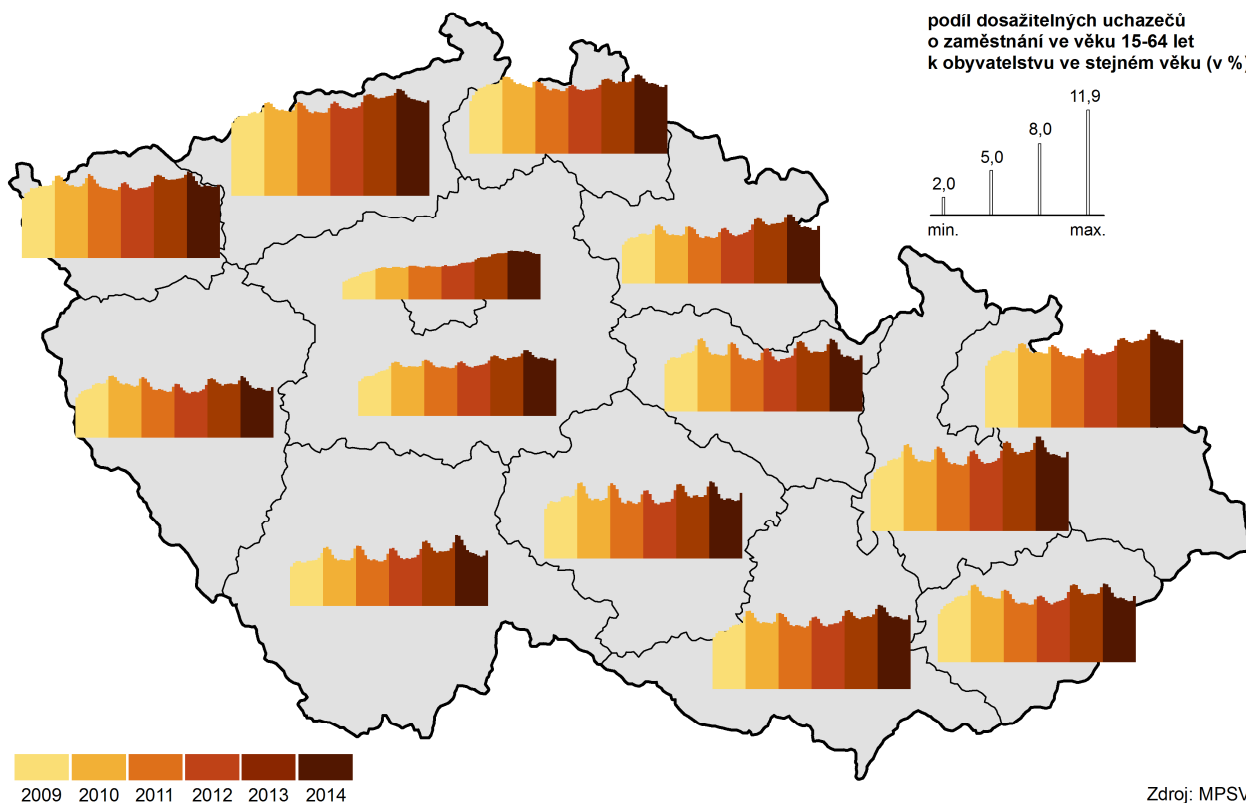 podíl dosažitelných uchazečů
o zaměstnání ve věku 15-64 let
k obyvatelstvu ve stejném věku (v %)
11,9
8,0
5,0
2,0
min.
max.
2009 2010 2011 2012 2013 2014
Zdroj: MPSV